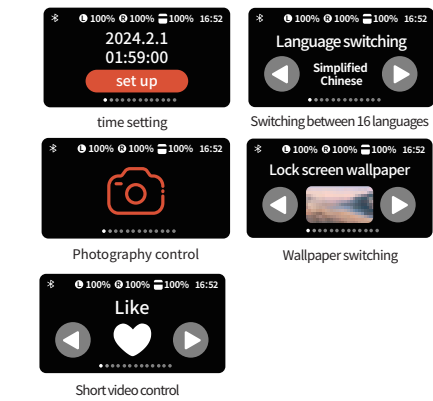 L 100% R 100% 100% 16:52
2024.2.1
01:59:00
set up
time setting
L 100% R 100% 100% 16:52
Language switching
Simplified
Chinese
Switching between 16 languages
L 100% R 100% 100% 16:52
Photography control
L 100% R 100% 100% 16:52
Lock screen wallpaper
Wallpaper switching
L 100% R 100% 100% 16:52
Like
Short video control